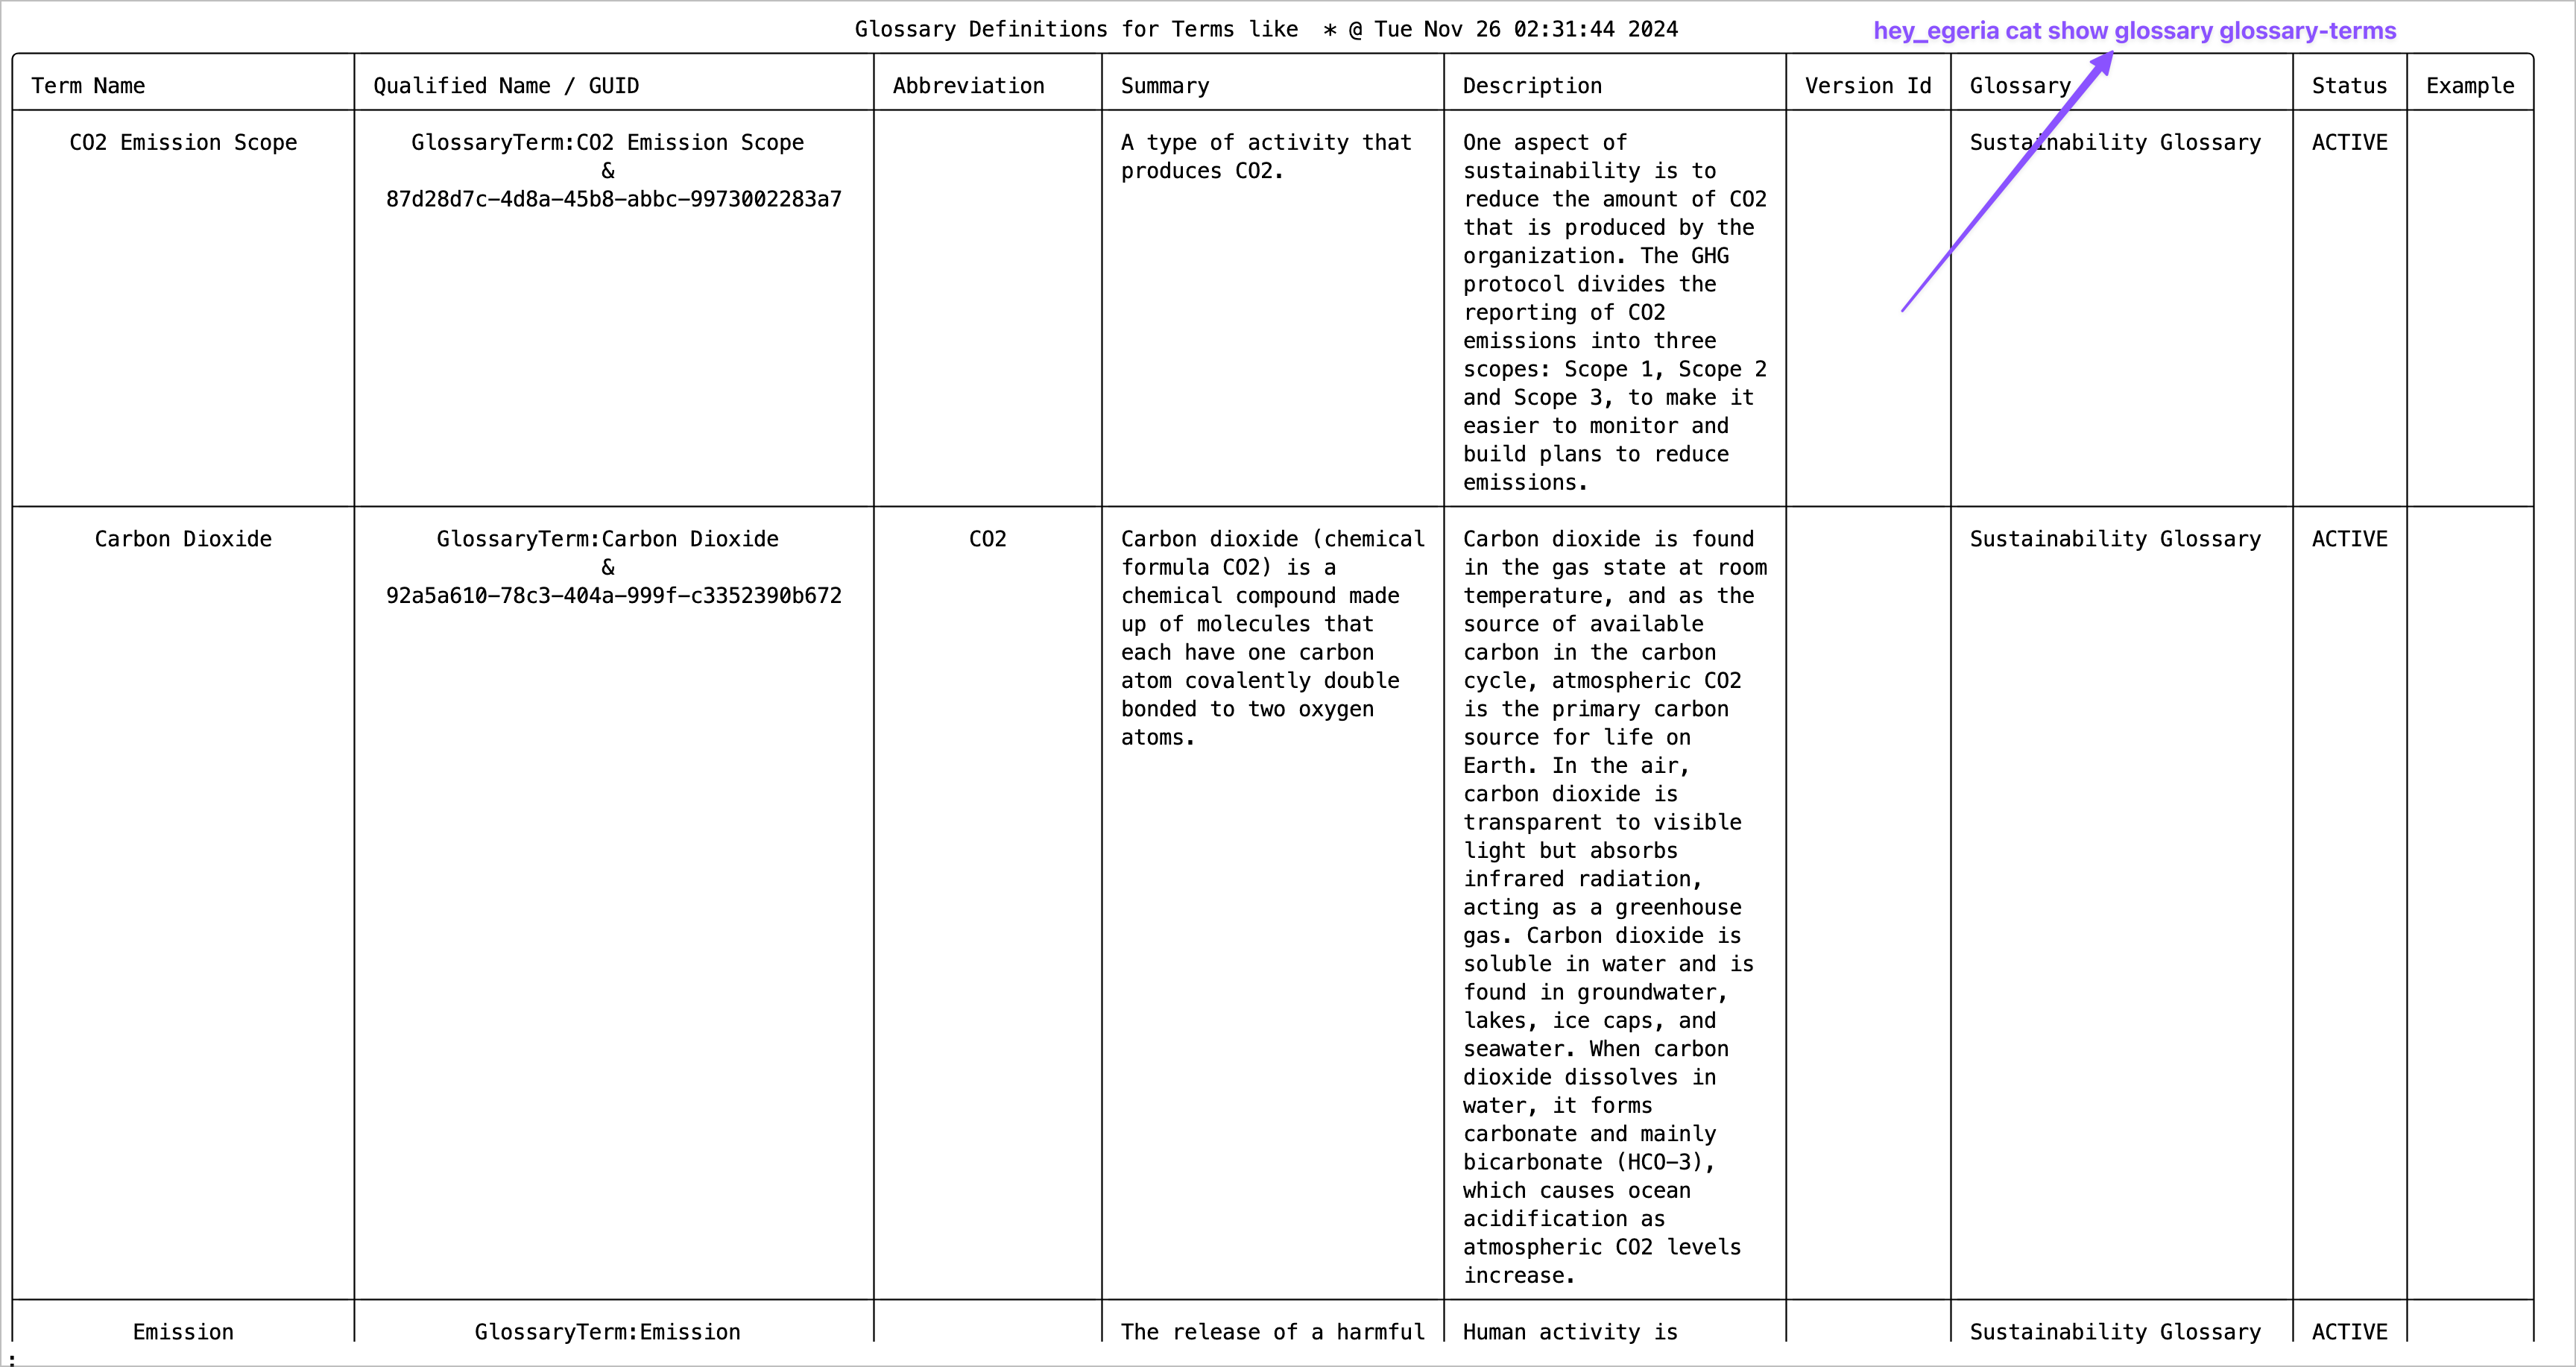 Glossary Definitions for Terms like * @ Tue Nov 26 02:31:44 2024
hey_egeria cat show glossary glossary-terms
Term Name
Qualified Name / GUID
Abbreviation
Summary
Description
Version Id
Glossary
Status
Example
CO2 Emission Scope
GlossaryTerm:CO2 Emission Scope
&
87d28d7c-4d8a-45b8-abbc-9973002283a7
A type of activity that
produces CO2.
One aspect of
sustainability is to
reduce the amount of CO2
that is produced by the
organization. The GHG
protocol divides the
reporting of CO2
emissions into three
scopes: Scope 1, Scope 2
and Scope 3, to make it
easier to monitor and
build plans to reduce
emissions.
Sustainability Glossary
ACTIVE
Carbon Dioxide
GlossaryTerm:Carbon Dioxide
&
92a5a610-78c3-404a-999f-c3352390b672
CO2
Carbon dioxide (chemical
formula CO2) is a
chemical compound made
up of molecules that
each have one carbon
atom covalently double
bonded to two oxygen
atoms.
Carbon dioxide is found
in the gas state at room
temperature, and as the
source of available
carbon in the carbon
cycle, atmospheric CO2
is the primary carbon
source for life on
Earth. In the air,
carbon dioxide is
transparent to visible
light but absorbs
infrared radiation,
acting as a greenhouse
gas. Carbon dioxide is
soluble in water and is
found in groundwater,
lakes, ice caps, and
seawater. When carbon
dioxide dissolves in
water, it forms
carbonate and mainly
bicarbonate (HCO-3),
which causes ocean
acidification as
atmospheric CO2 levels
increase.
Sustainability Glossary
ACTIVE
Emission
GlossaryTerm:Emission
The release of a harmful
Human activity is
Sustainability Glossary
ACTIVE
: